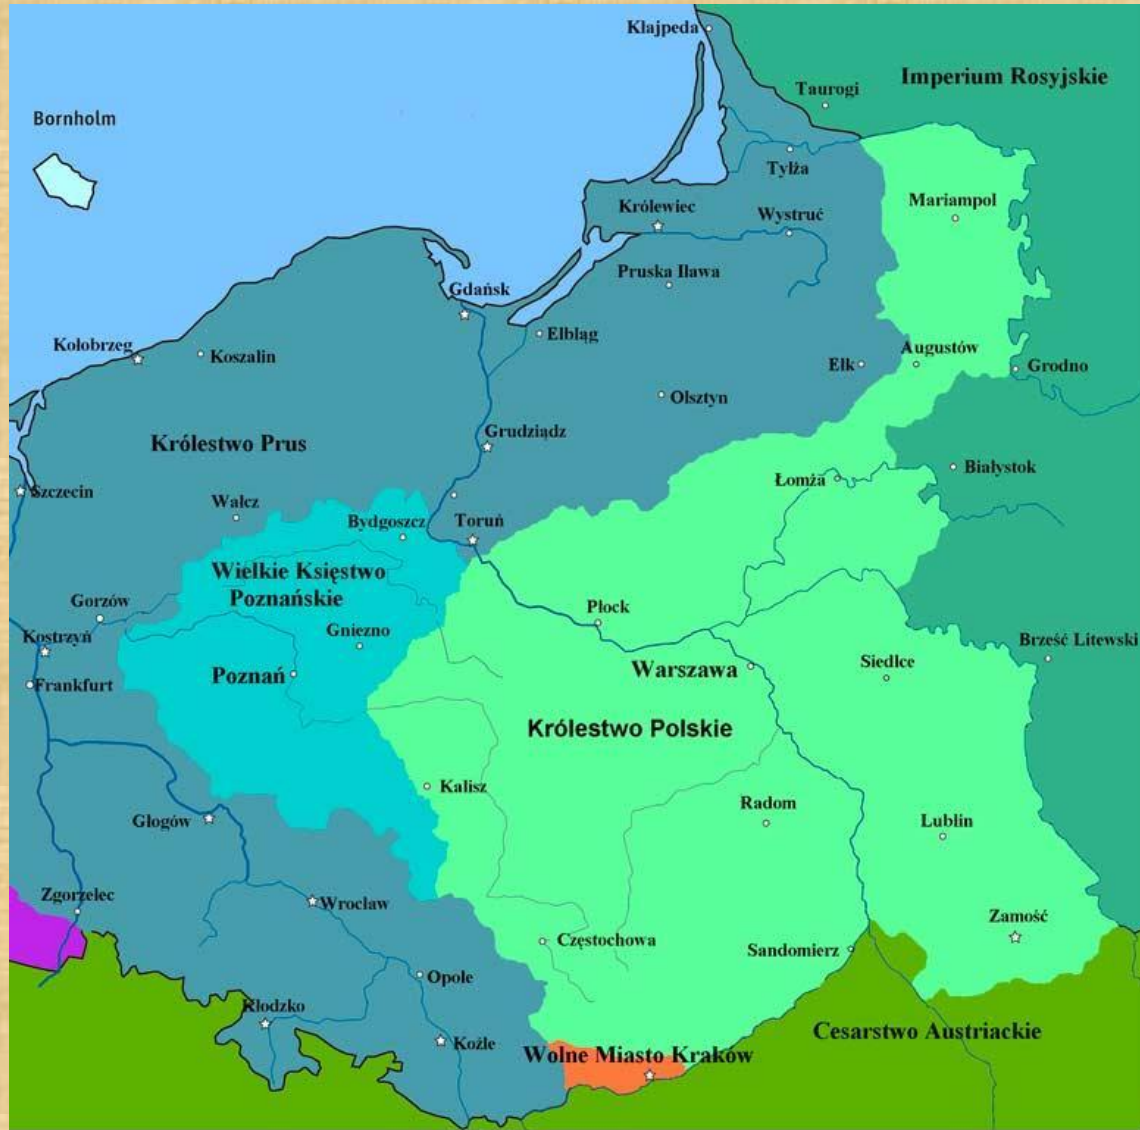 Kłajpeda
Imperium Rosyjskie
Taurogi
Bornholm
Tylża
Mariampol
Królewiec
Wystruć
Pruska Iława
Gdańsk
Elbląg
Kołobrzeg
Koszalin
Ełk
Augustów
Grodno
Olsztyn
Królestwo Prus
Grudziądz
Białystok
Łomża
Szczecin
Wałcz
Bydgoszcz
Toruń
Wielkie Księstwo
Poznańskie
Gorzów
Płock
Kostrzyń
Gniezno
Brześć Litewski
Siedlce
Warszawa
Poznań
Frankfurt
Królestwo Polskie
Kalisz
Radom
Głogów
Lublin
Zgorzelec
Wrocław
Zamość
Częstochowa
Sandomierz
Opole
Kłodzko
Cesarstwo Austriackie
Koźle
Wolne Miasto Kraków